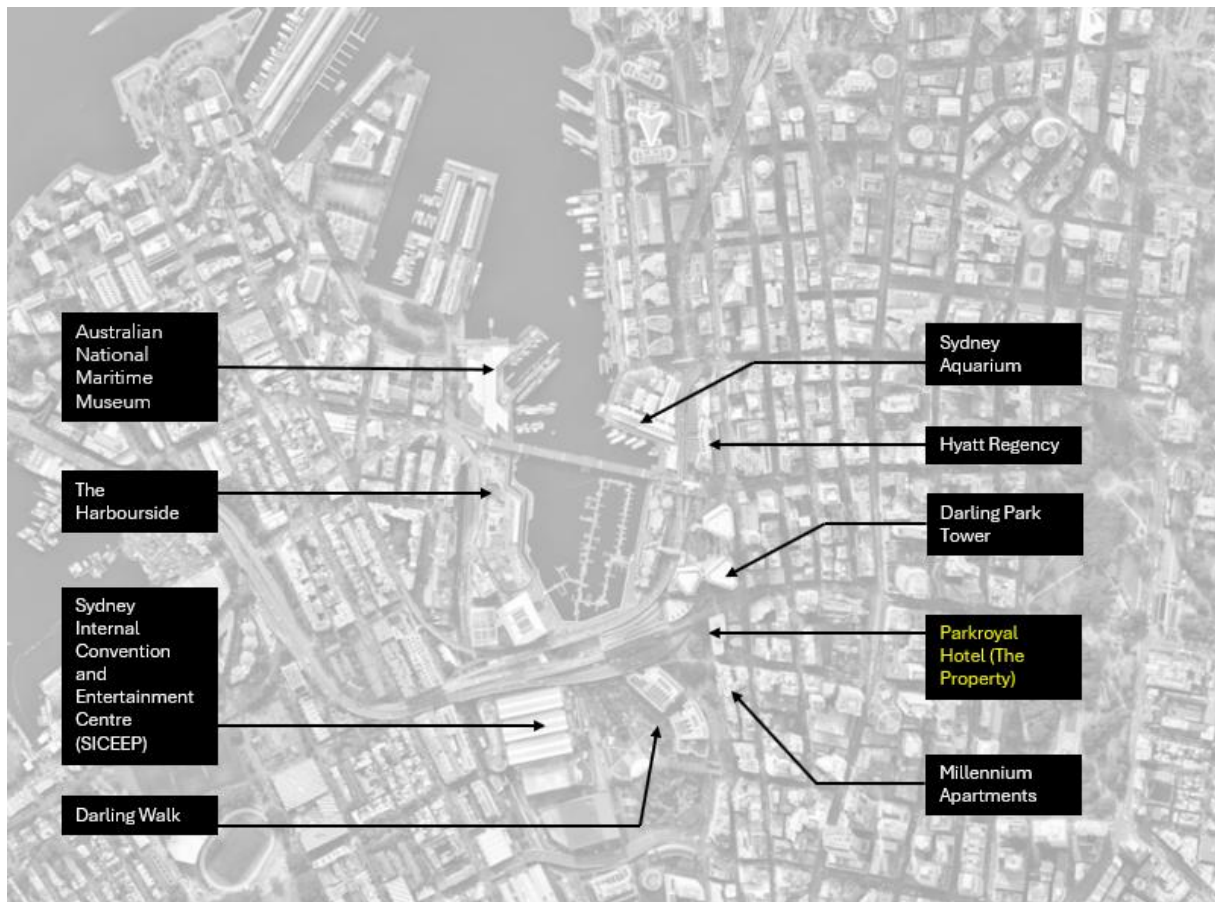 Australian
National
Maritime
Museum
The
Harbourside
Sydney
Internal
Convention
and
Entertainment
Centre
(SICEEP)
Darling Walk
Sydney
Aquarium
Hyatt Regency
Darling Park
Tower
Parkroyal
Hotel (The
Property)
Millennium
Apartments